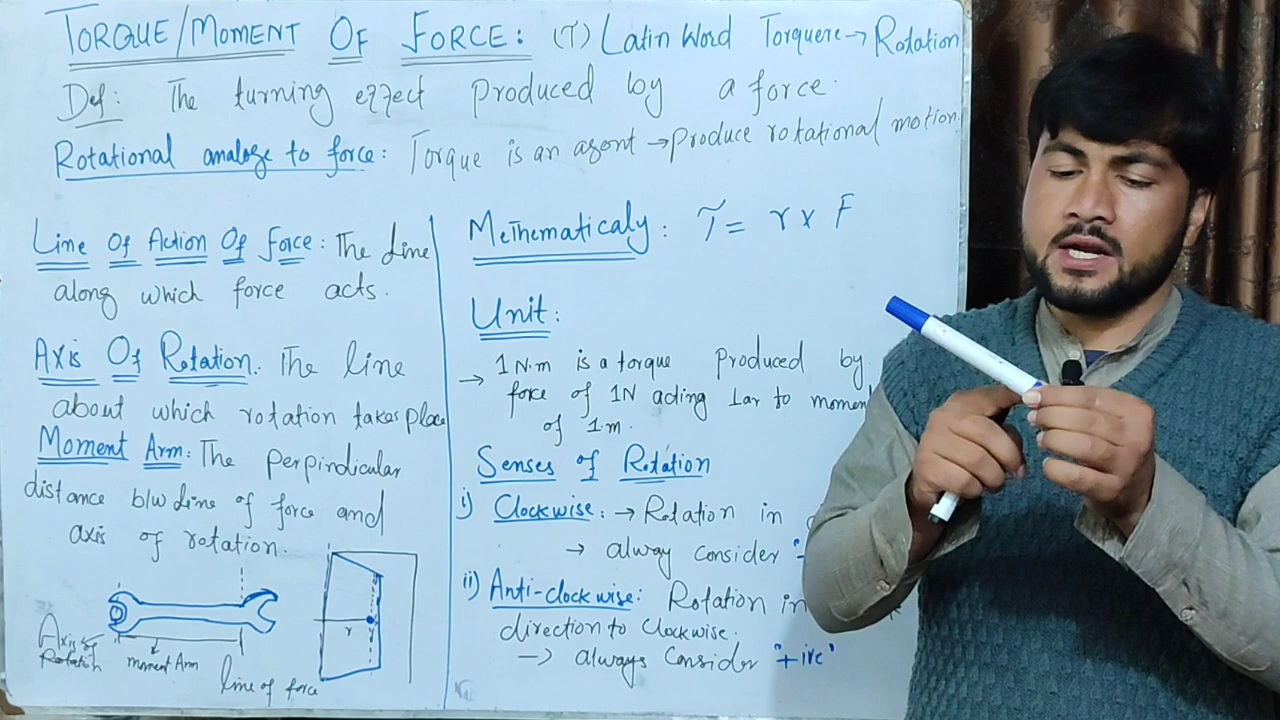 TORQUE/MOMENT OF FORCE: (τ) Latin Word Torquere→Rotation
Def: The turning effect produced by a force.
Rotational analoge to force: Torque is an agent →produce rotational motion.
Line Of Action Of Force: The Line
along which force acts.
Axis Of Rotation. The line
about which rotation takes place
Moment Arm: The perpindicular
distance b/w line of force and
axis of rotation.
Axis of
Rotation
moment Arm
line of force
r
Methematicaly: τ = r x F
Unit:
→ 1 N.m is a torque produced by
force of 1N acting ⊥ar to momen
of 1m.
Senses of Rotation
i) Clockwise: → Rotation in
→ alway consider "-
ii) Anti-clockwise: Rotation in
direction to clockwise.
→ always consider "+ive"